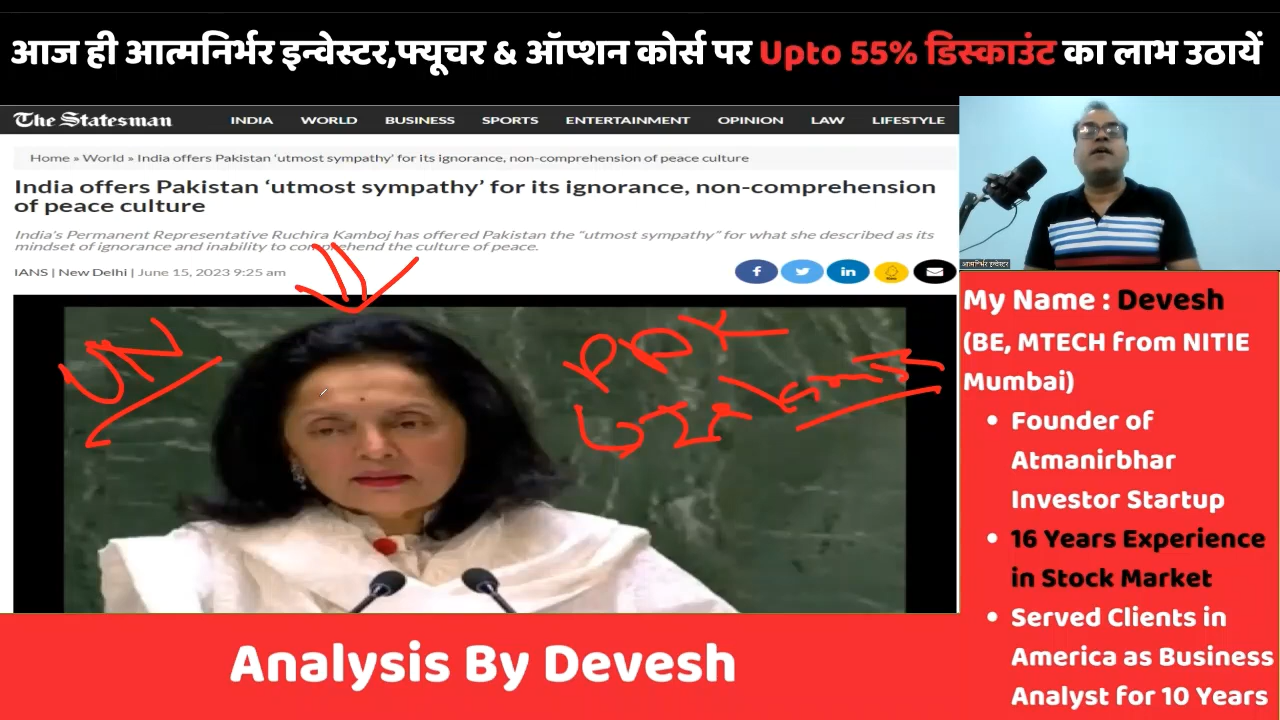 आज ही आत्मनिर्भर इन्वेस्टर,फ्यूचर & ऑप्शन कोर्स पर Upto 55% डिस्काउंट का लाभ उठायें
The Statesman
INDIA WORLD BUSINESS SPORTS ENTERTAINMENT OPINION LAW LIFESTYLE
Home » World » India offers Pakistan ‘utmost sympathy’ for its ignorance, non-comprehension of peace culture
India offers Pakistan ‘utmost sympathy’ for its ignorance, non-comprehension
of peace culture
India's Permanent Representative Ruchira Kamboj has offered Pakistan the “utmost sympathy” for what she described as its
mindset of ignorance and inability to comprehend the culture of peace.
IANS | New Delhi | June 15, 2023 9:25 am
UN
आत्मनिर्भर इन्वेस्टर
My Name : Devesh
(BE, MTECH from NITIE
Mumbai)
• Founder of
Atmanirbhar
Investor Startup
• 16 Years Experience
in Stock Market
• Served Clients in
America as Business
Analyst for 10 Years
Analysis By Devesh